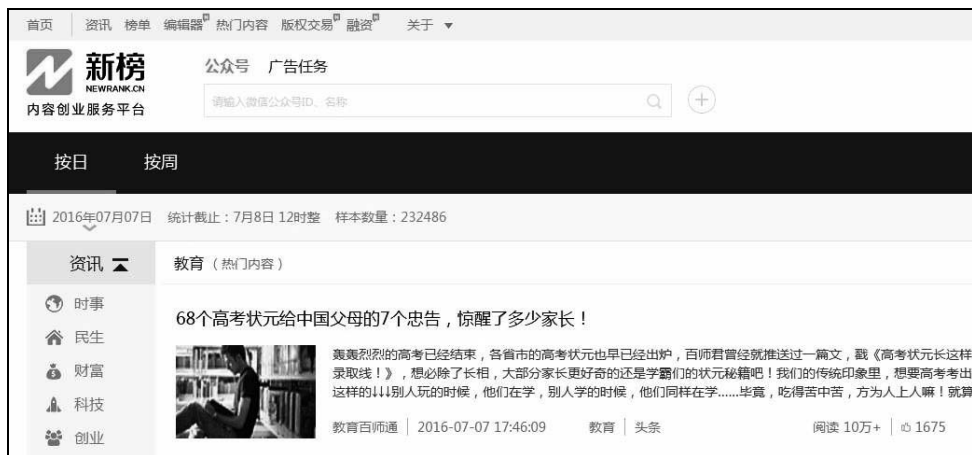 首页 资讯 榜单 编辑器 热门内容 版权交易 融资 关于
新榜
NEWRANK.CN
内容创业服务平台
公众号 广告任务
请输入微信公众号ID、名称
按日 按周
2016年07月07日 统计截止：7月8日 12时整 样本数量：232486
资讯
教育（热门内容）
时事
民生
财富
科技
创业
68个高考状元给中国父母的7个忠告，惊醒了多少家长！
轰轰烈烈的高考已经结束，各省市的高考状元也早已经出炉，百师君曾经就推送过一篇文，戳《高考状元长这样
录取线！》，想必除了长相，大部分家长更好奇的还是学霸们的状元秘籍吧！我们的传统印象里，想要高考考出
这样的↓↓↓别人玩的时候，他们在学，别人学的时候，他们同样在学......毕竟，吃得苦中苦，方为人上人嘛！就算
教育百师通 2016-07-07 17:46:09 教育 头条 阅读 10万+ 1675